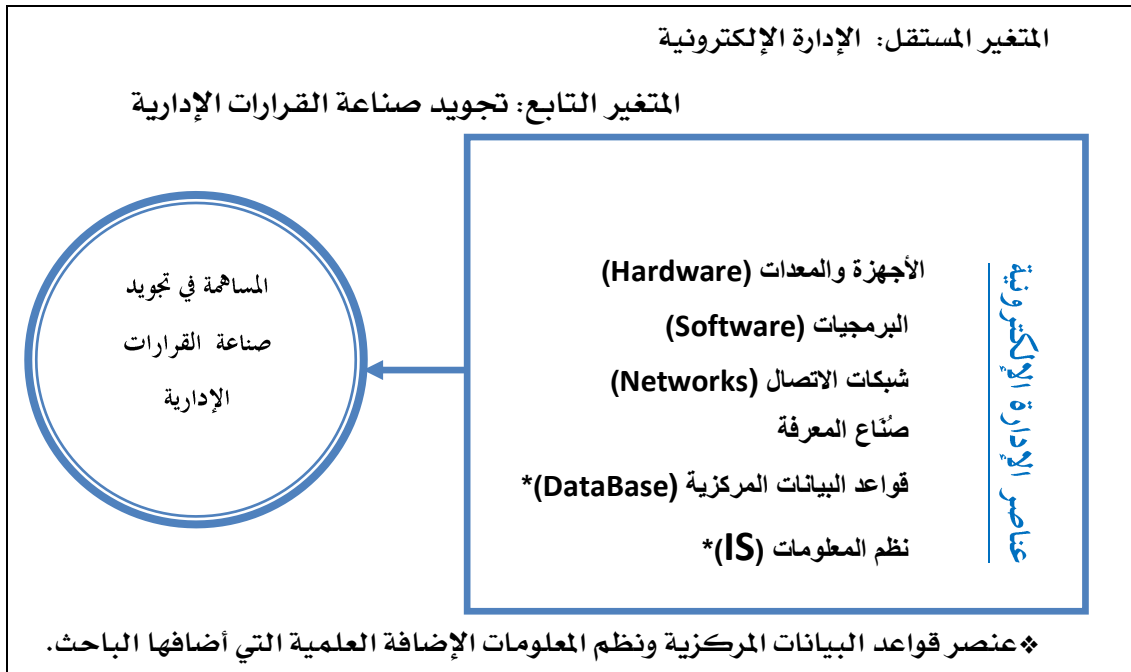 المتغير المستقل: الإدارة الإلكترونية
المتغير التابع: تجويد صناعة القرارات الإدارية
عناصر الإدارة الإلكترونية
الأجهزة والمعدات (Hardware)
البرمجيات (Software)
شبكات الاتصال (Networks)
صُنَاع المعرفة
قواعد البيانات المركزية (DataBase)*
نظم المعلومات (IS)*
المساهمة في تجويد
صناعة القرارات
الإدارية
❖عنصر قواعد البيانات المركزية ونظم المعلومات الإضافة العلمية التي أضافها الباحث.